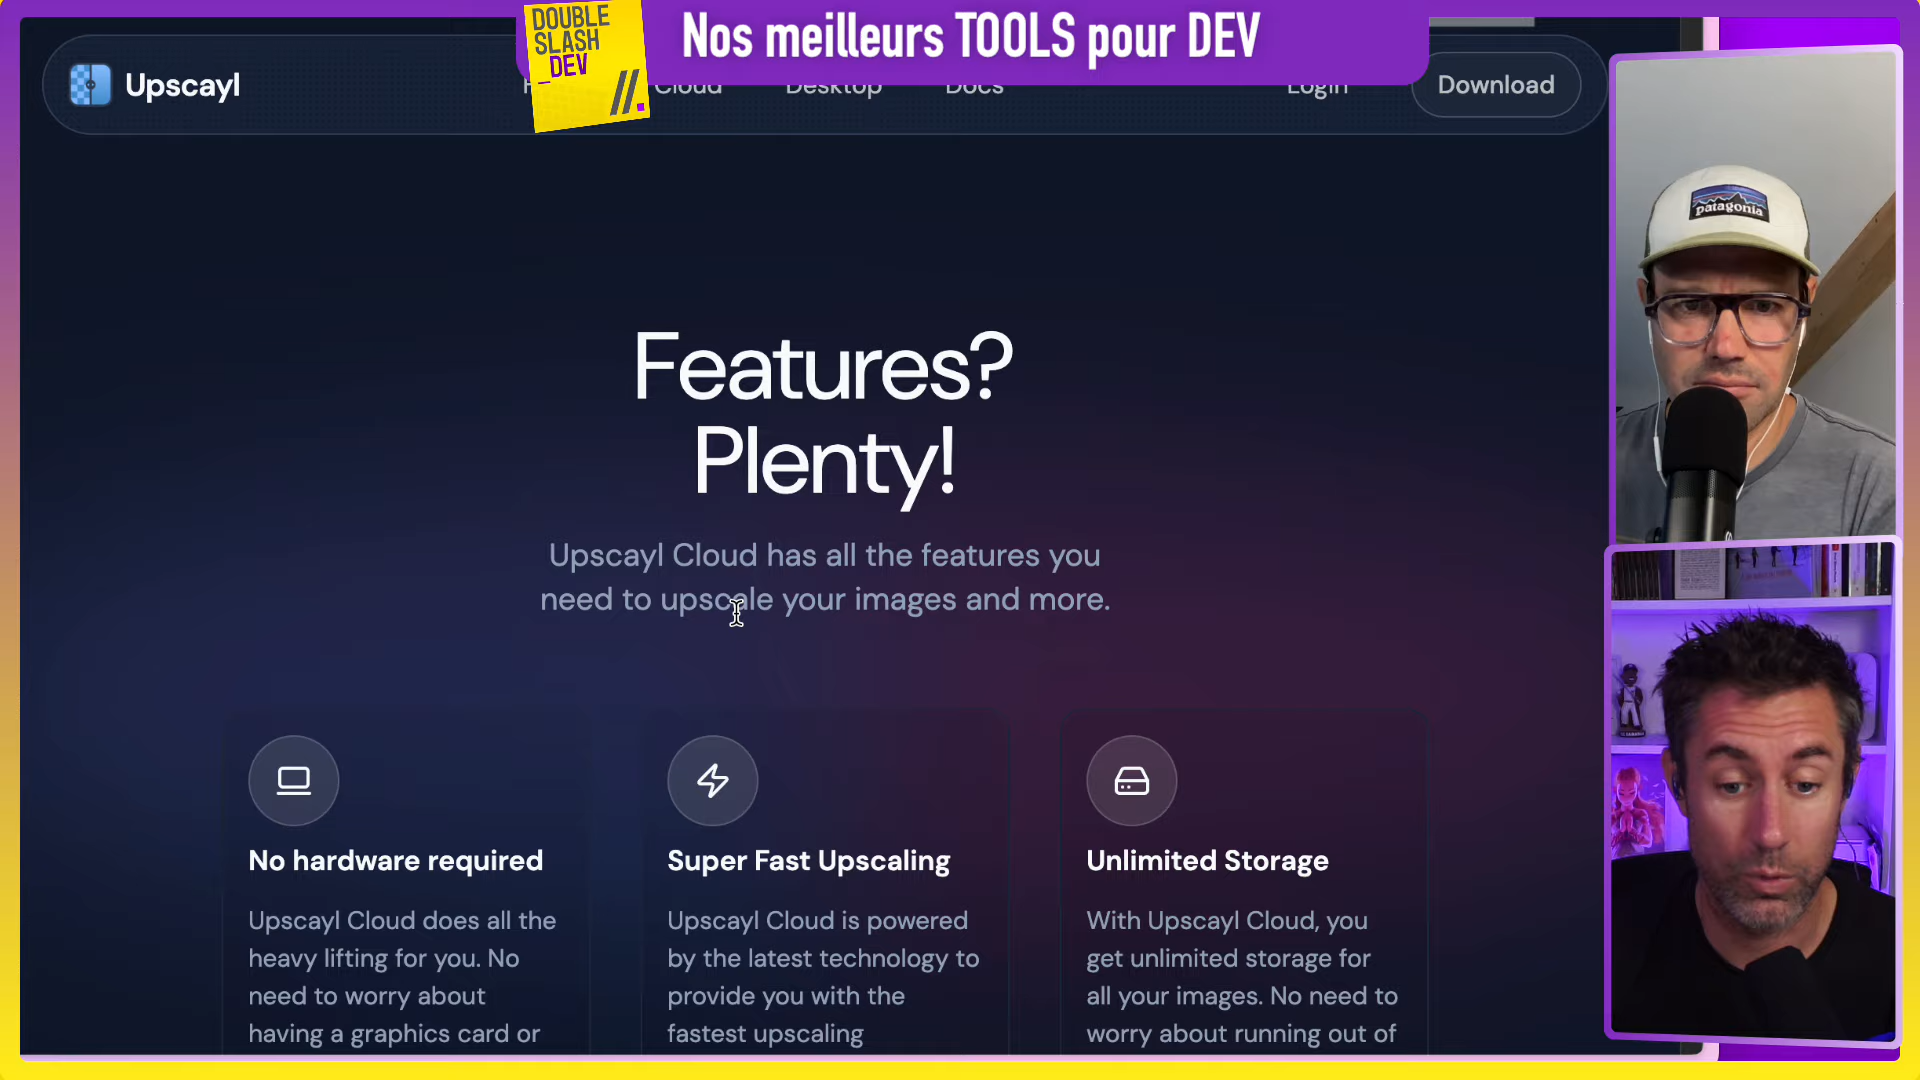 DOUBLE
SLASH
_DEV
//.
Nos meilleurs TOOLS pour DEV
Upscayl
Cloud
Desktop
Docs
Login
Download
patagonia
Features?
Plenty!
Upscayl Cloud has all the features you
need to upscale your images and more.
No hardware required
Upscayl Cloud does all the
heavy lifting for you. No
need to worry about
having a graphics card or
Super Fast Upscaling
Upscayl Cloud is powered
by the latest technology to
provide you with the
fastest upscaling
Unlimited Storage
With Upscayl Cloud, you
get unlimited storage for
all your images. No need to
worry about running out of